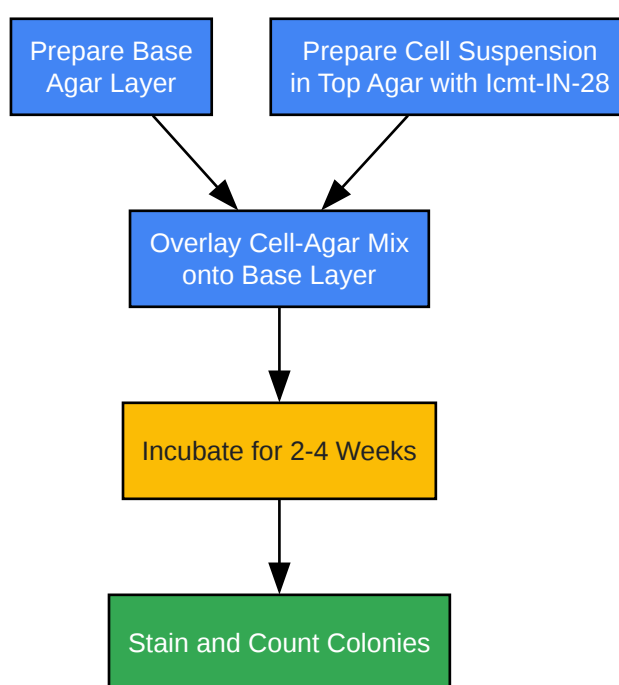 Prepare Base
Agar Layer
Prepare Cell Suspension
in Top Agar with Icmt-IN-28
Overlay Cell-Agar Mix
onto Base Layer
Incubate for 2-4 Weeks
Stain and Count Colonies